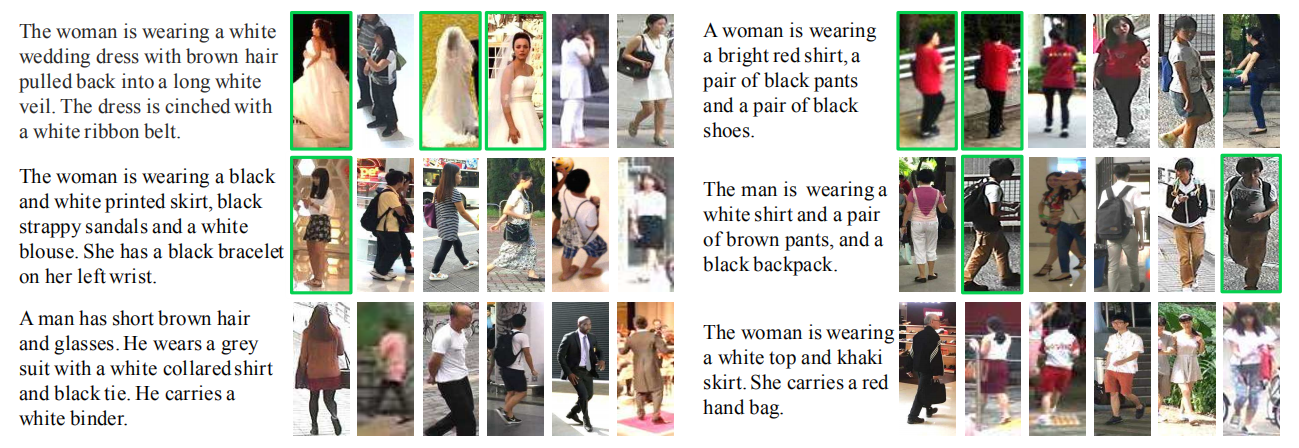 The woman is wearing a white
wedding dress with brown hair
pulled back into a long white
veil. The dress is cinched with
a white ribbon belt.
A woman is wearing
a bright red shirt, a
pair of black pants
and a pair of black
shoes.
The woman is wearing a black
and white printed skirt, black
strappy sandals and a white
blouse. She has a black bracelet
on her left wrist.
The man is wearing a
white shirt and a pair
of brown pants, and a
black backpack.
A man has short brown hair
and glasses. He wears a grey
suit with a white collared shirt
and black tie. He carries a
white binder.
The woman is wearing
a white top and khaki
skirt. She carries a red
hand bag.